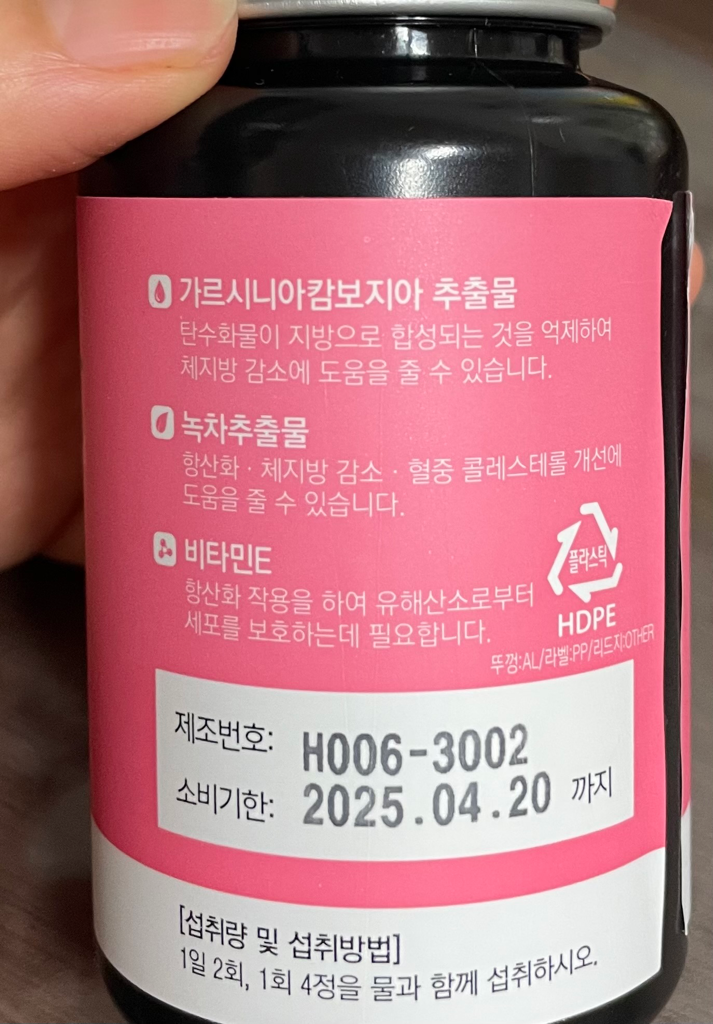 가르시니아캄보지아 추출물
탄수화물이 지방으로 합성되는 것을 억제하여
체지방 감소에 도움을 줄 수 있습니다.
녹차추출물
항산화 · 체지방 감소 · 혈중 콜레스테롤 개선에
도움을 줄 수 있습니다.
비타민E
항산화 작용을 하여 유해산소로부터
세포를 보호하는데 필요합니다.
플라스틱
HDPE
뚜껑:AL/라벨:PP/리드지:OTHER
제조번호: H006-3002
소비기한: 2025.04.20 까지
[섭취량 및 섭취방법]
1일 2회, 1회 4정을 물과 함께 섭취하시오.